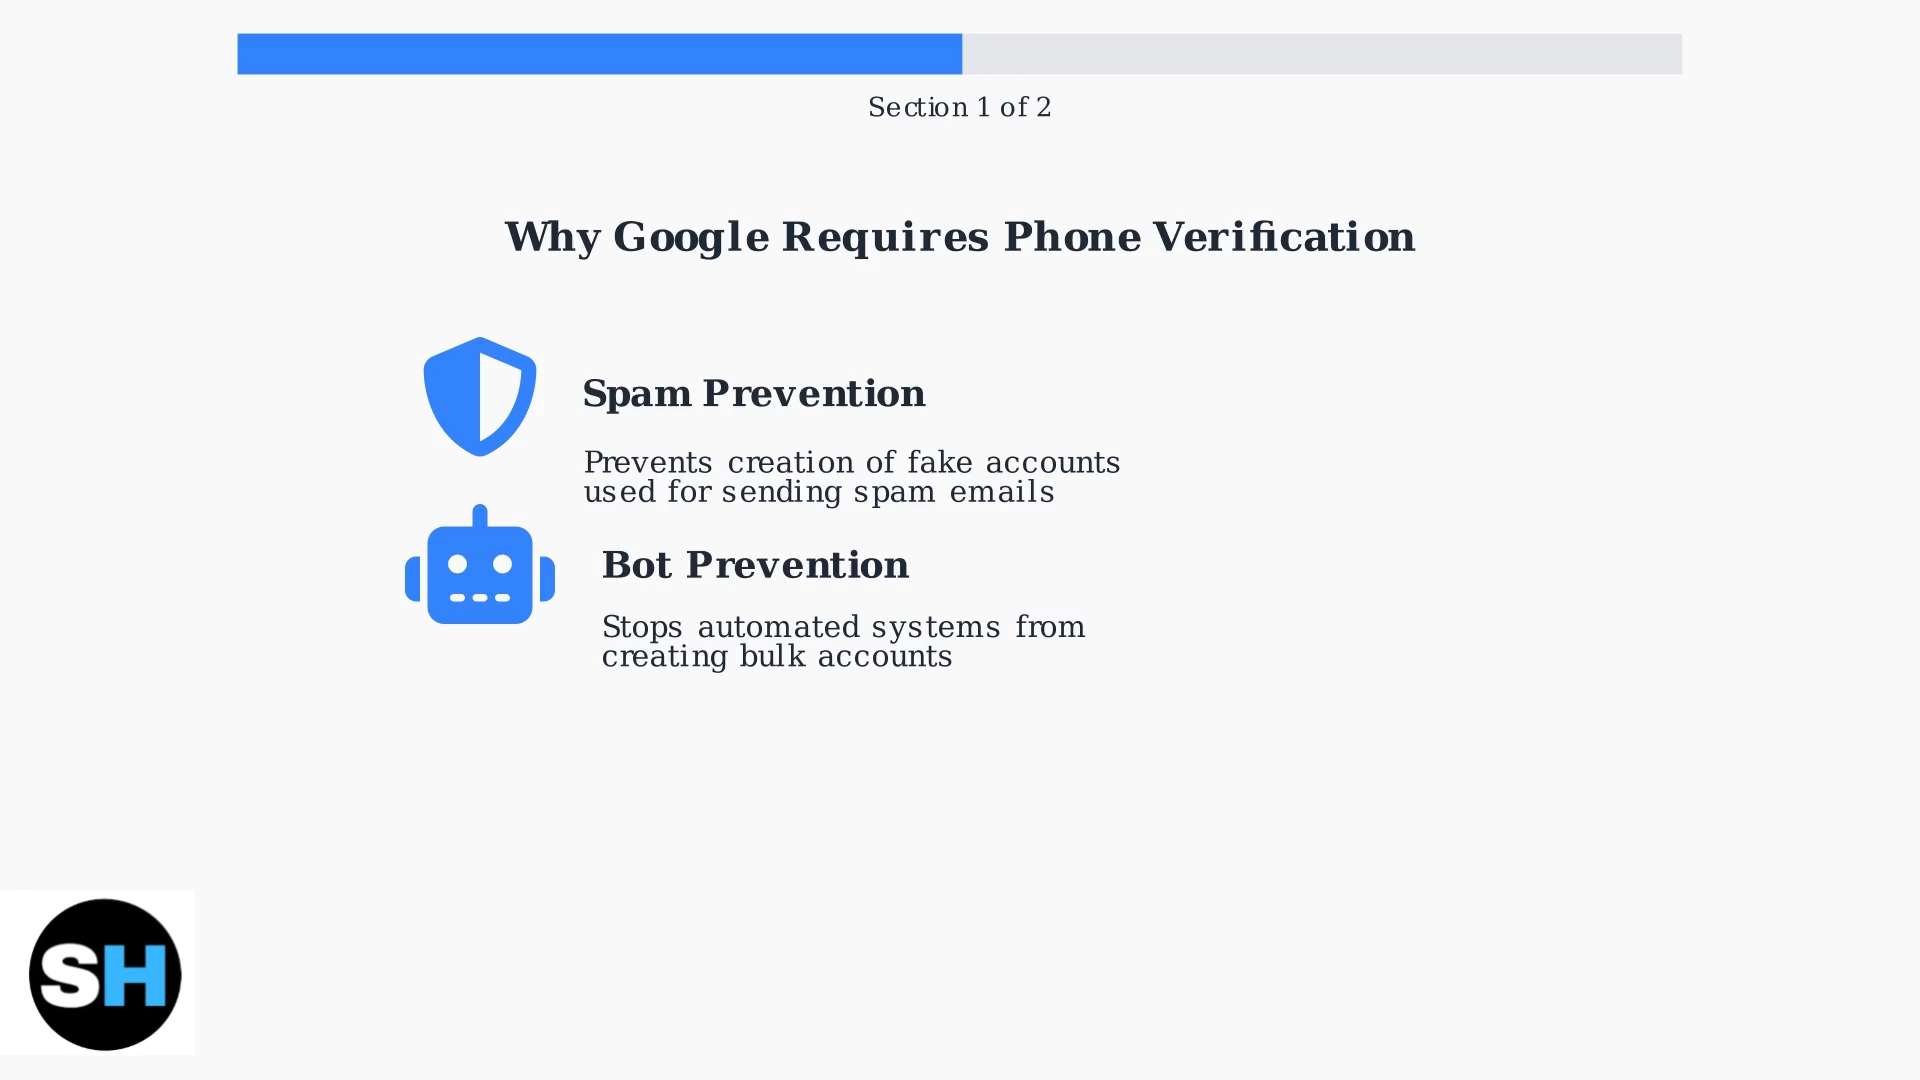 Section 1 of 2
Why Google Requires Phone Verification
Spam Prevention
Prevents creation of fake accounts
used for sending spam emails
Bot Prevention
Stops automated systems from
creating bulk accounts
SH